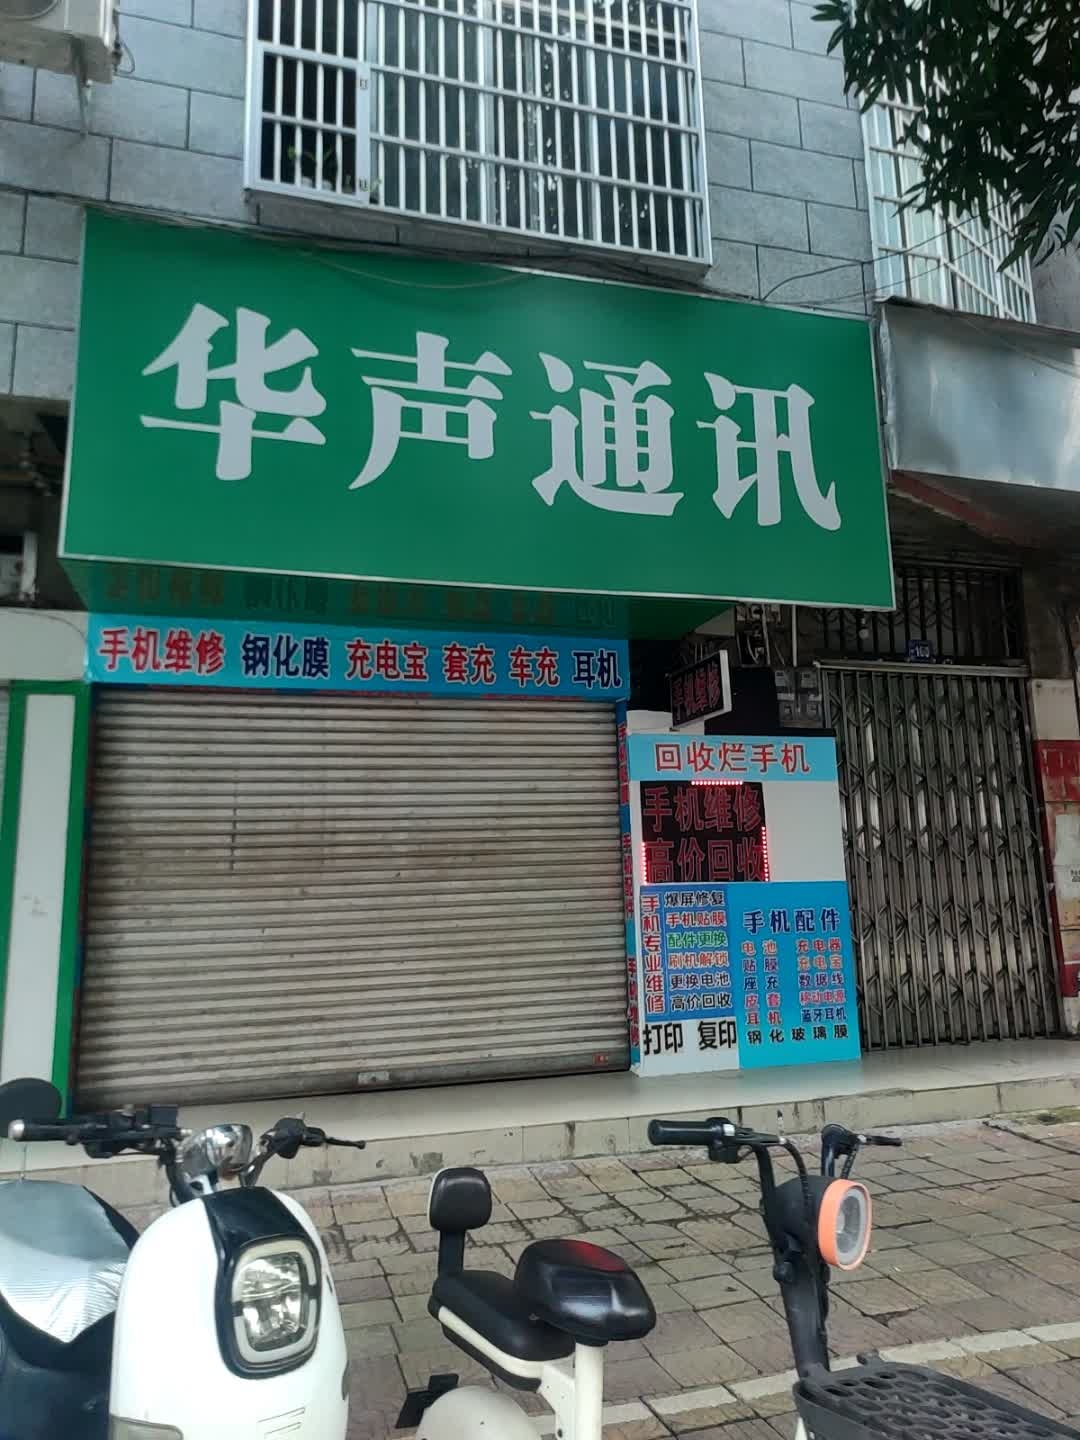 华声通讯
手机维修 钢化膜 充电宝 套充 车充 耳机
手机维修
160
回收烂手机
手机维修
高价回收
手机专业维修
爆屏修复
手机贴膜
配件更换
刷机解锁
更换电池
高价回收
打印 复印
手机配件
电池 充电器
贴膜 充电宝
座充 数据线
皮套 移动电源
耳机 蓝牙耳机
钢化玻璃膜